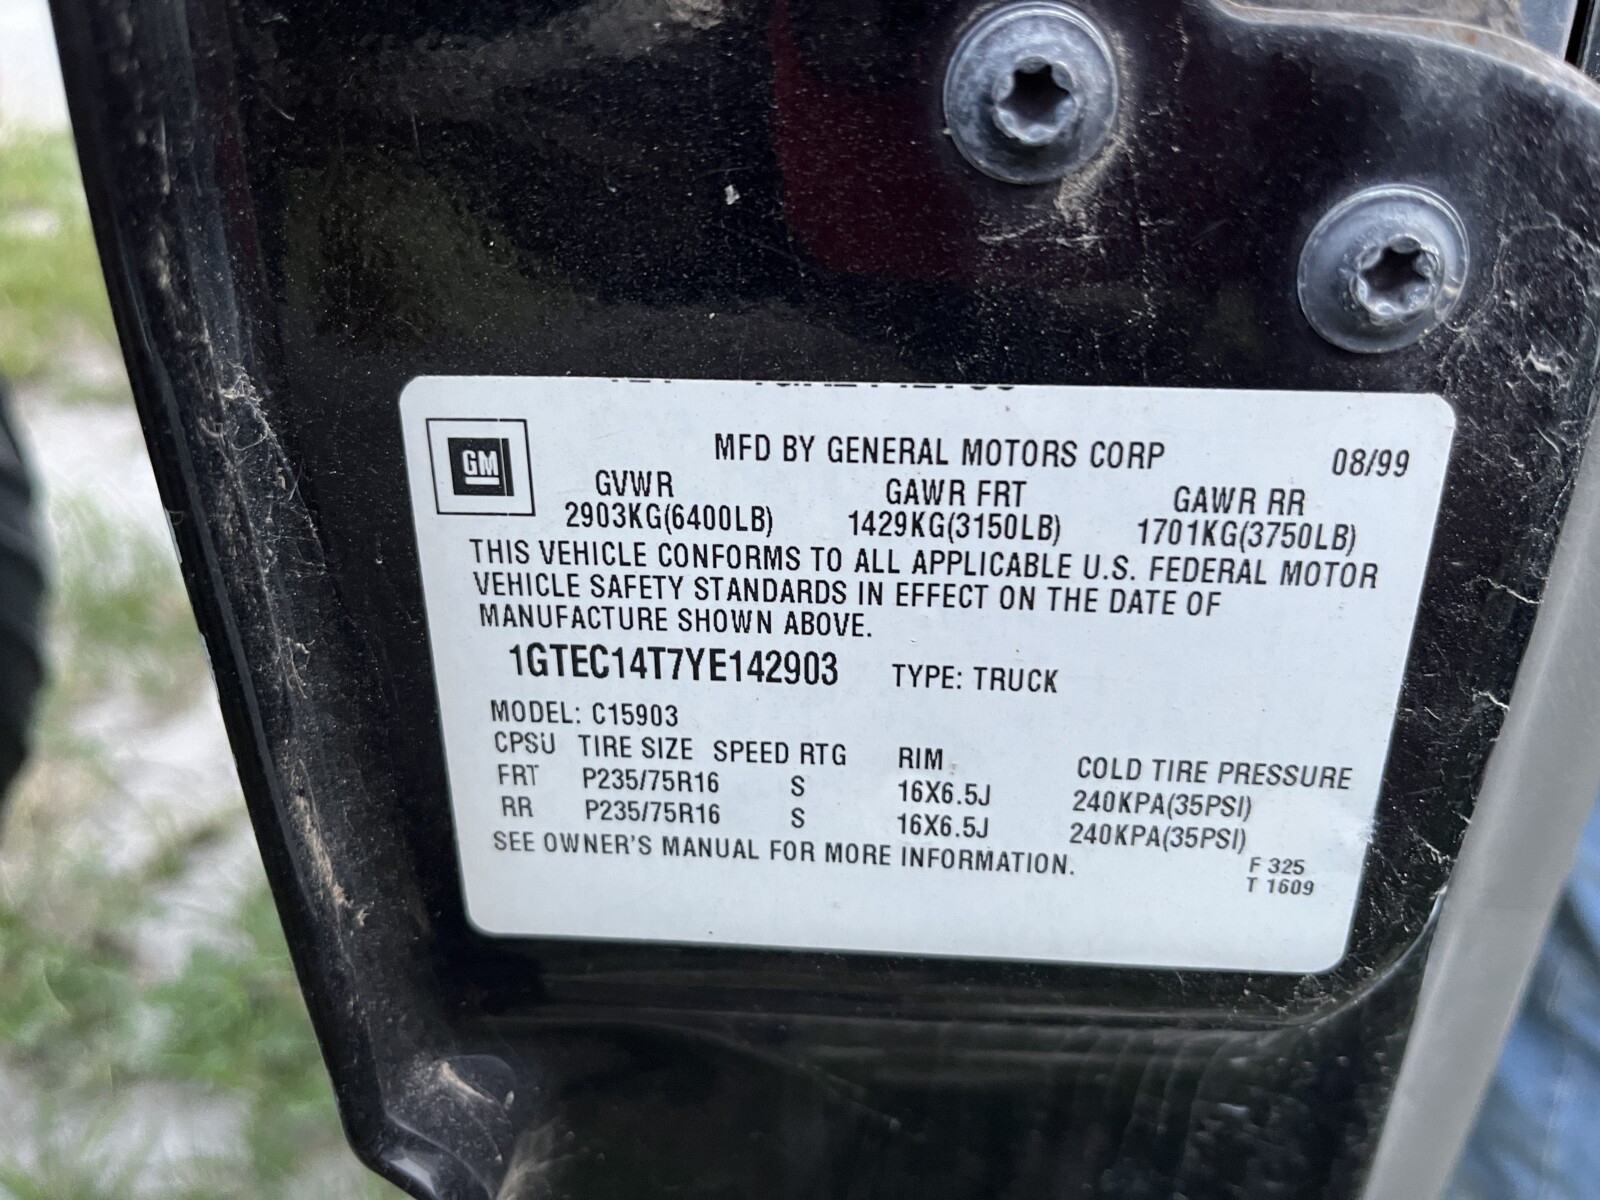 GM
MFD BY GENERAL MOTORS CORP 08/99
GVWR GAWR FRT GAWR RR
2903KG(6400LB) 1429KG(3150LB) 1701KG(3750LB)
THIS VEHICLE CONFORMS TO ALL APPLICABLE U.S. FEDERAL MOTOR
VEHICLE SAFETY STANDARDS IN EFFECT ON THE DATE OF
MANUFACTURE SHOWN ABOVE.
1GTEC14T7YE142903 TYPE: TRUCK
MODEL: C15903
CPSU TIRE SIZE SPEED RTG RIM COLD TIRE PRESSURE
FRT P235/75R16 S 16X6.5J 240KPA(35PSI)
RR P235/75R16 S 16X6.5J 240KPA(35PSI)
SEE OWNER'S MANUAL FOR MORE INFORMATION.
F 325
T 1609